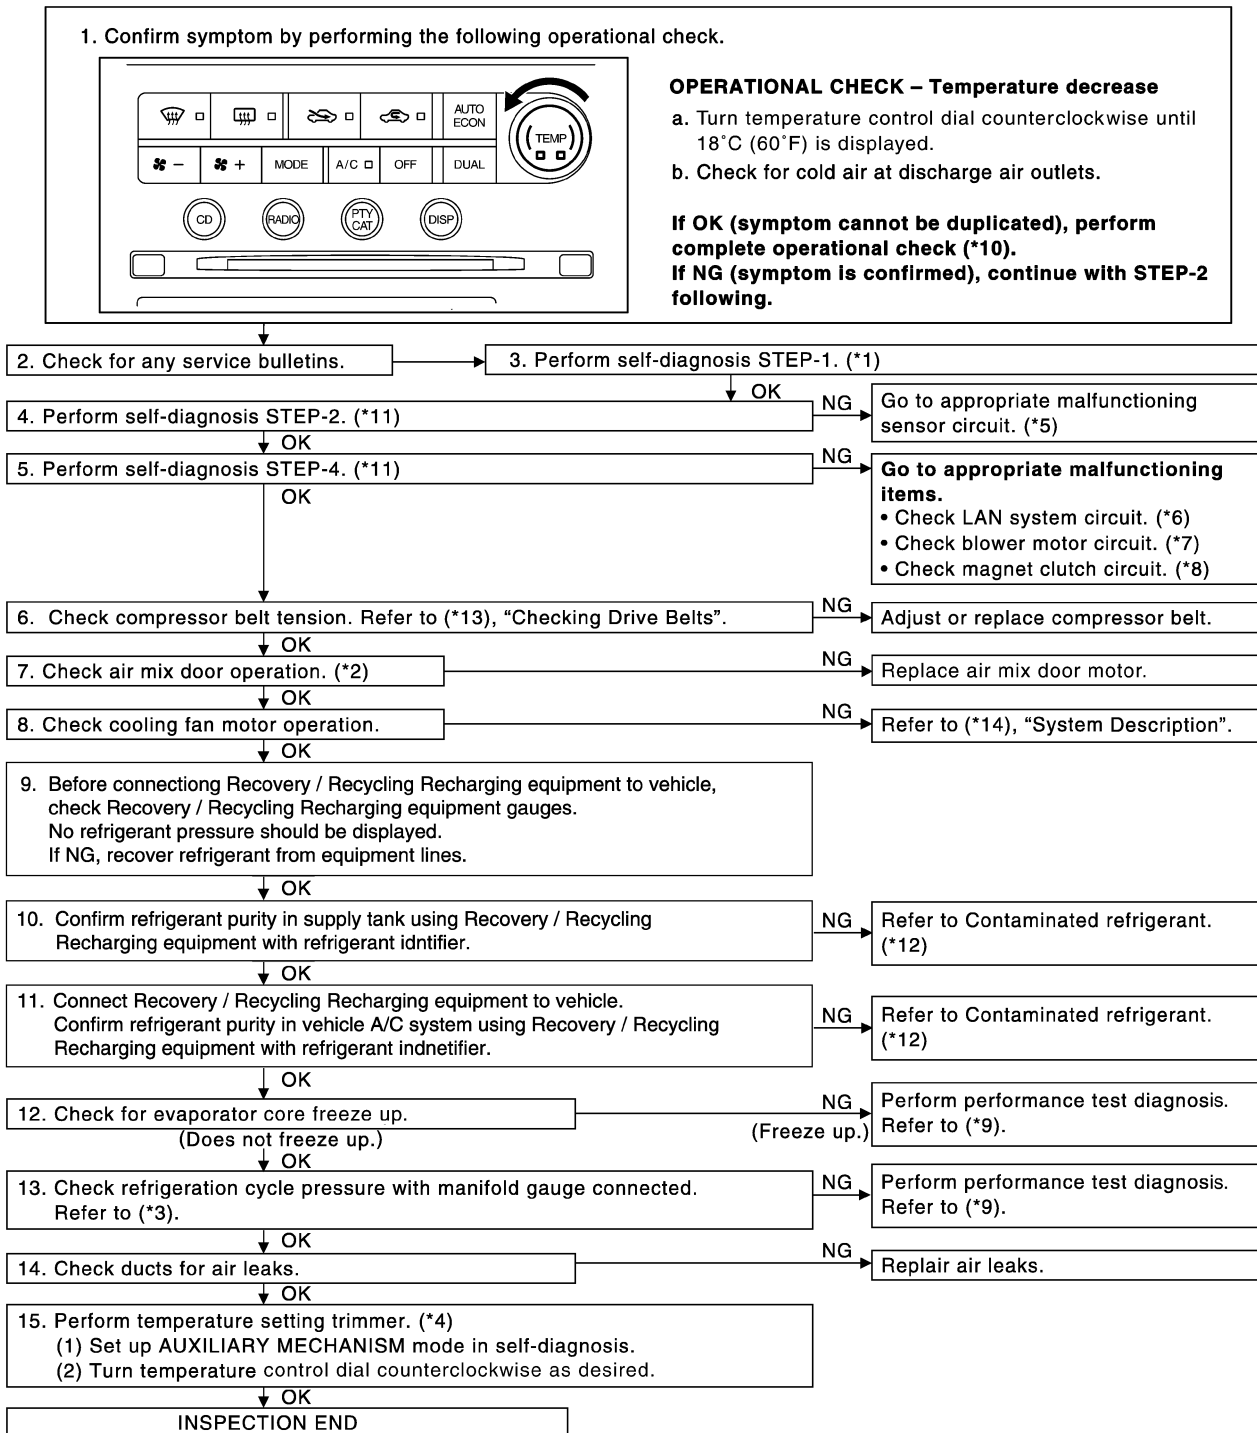 1. Confirm symptom by performing the following operational check.
AUTO
ECON
TEMP
- + MODE A/C OFF DUAL
CD RADIO PTY
CAT DISP
OPERATIONAL CHECK – Temperature decrease
a. Turn temperature control dial counterclockwise until
18°C (60°F) is displayed.
b. Check for cold air at discharge air outlets.
If OK (symptom cannot be duplicated), perform
complete operational check (*10).
If NG (symptom is confirmed), continue with STEP-2
following.
2. Check for any service bulletins.
3. Perform self-diagnosis STEP-1. (*1)
OK
4. Perform self-diagnosis STEP-2. (*11)
NG
Go to appropriate malfunctioning
sensor circuit. (*5)
OK
5. Perform self-diagnosis STEP-4. (*11)
NG
Go to appropriate malfunctioning
items.
• Check LAN system circuit. (*6)
• Check blower motor circuit. (*7)
• Check magnet clutch circuit. (*8)
OK
6. Check compressor belt tension. Refer to (*13), “Checking Drive Belts”.
NG
Adjust or replace compressor belt.
OK
7. Check air mix door operation. (*2)
NG
Replace air mix door motor.
OK
8. Check cooling fan motor operation.
NG
Refer to (*14), “System Description”.
OK
9. Before connectiong Recovery / Recycling Recharging equipment to vehicle,
check Recovery / Recycling Recharging equipment gauges.
No refrigerant pressure should be displayed.
If NG, recover refrigerant from equipment lines.
OK
10. Confirm refrigerant purity in supply tank using Recovery / Recycling
Recharging equipment with refrigerant idntifier.
NG
Refer to Contaminated refrigerant.
(*12)
OK
11. Connect Recovery / Recycling Recharging equipment to vehicle.
Confirm refrigerant purity in vehicle A/C system using Recovery / Recycling
Recharging equipment with refrigerant indnetifier.
NG
Refer to Contaminated refrigerant.
(*12)
OK
12. Check for evaporator core freeze up.
NG
(Freeze up.)
Perform performance test diagnosis.
Refer to (*9).
(Does not freeze up.)
OK
13. Check refrigeration cycle pressure with manifold gauge connected.
Refer to (*3).
NG
Perform performance test diagnosis.
Refer to (*9).
OK
14. Check ducts for air leaks.
NG
Replair air leaks.
OK
15. Perform temperature setting trimmer. (*4)
(1) Set up AUXILIARY MECHANISM mode in self-diagnosis.
(2) Turn temperature control dial counterclockwise as desired.
OK
INSPECTION END